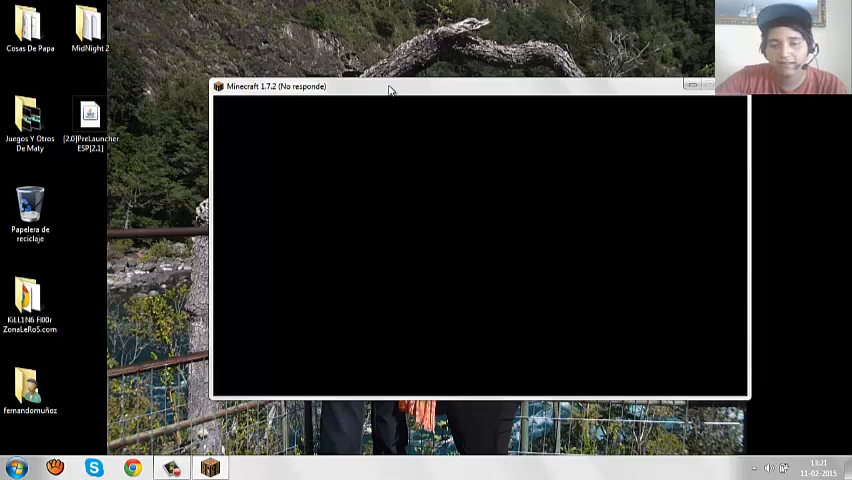 Cosas De Papa
MidNight 2
Minecraft 1.7.2 (No responde)
Juegos Y Otros
De Maty
[2.0]PreLauncher
ESP[2.1]
Papelera de
reciclaje
KiLL1N6 Fl00r
ZonaLeRoS.com
fernandomuñoz
13:21
11-02-2015